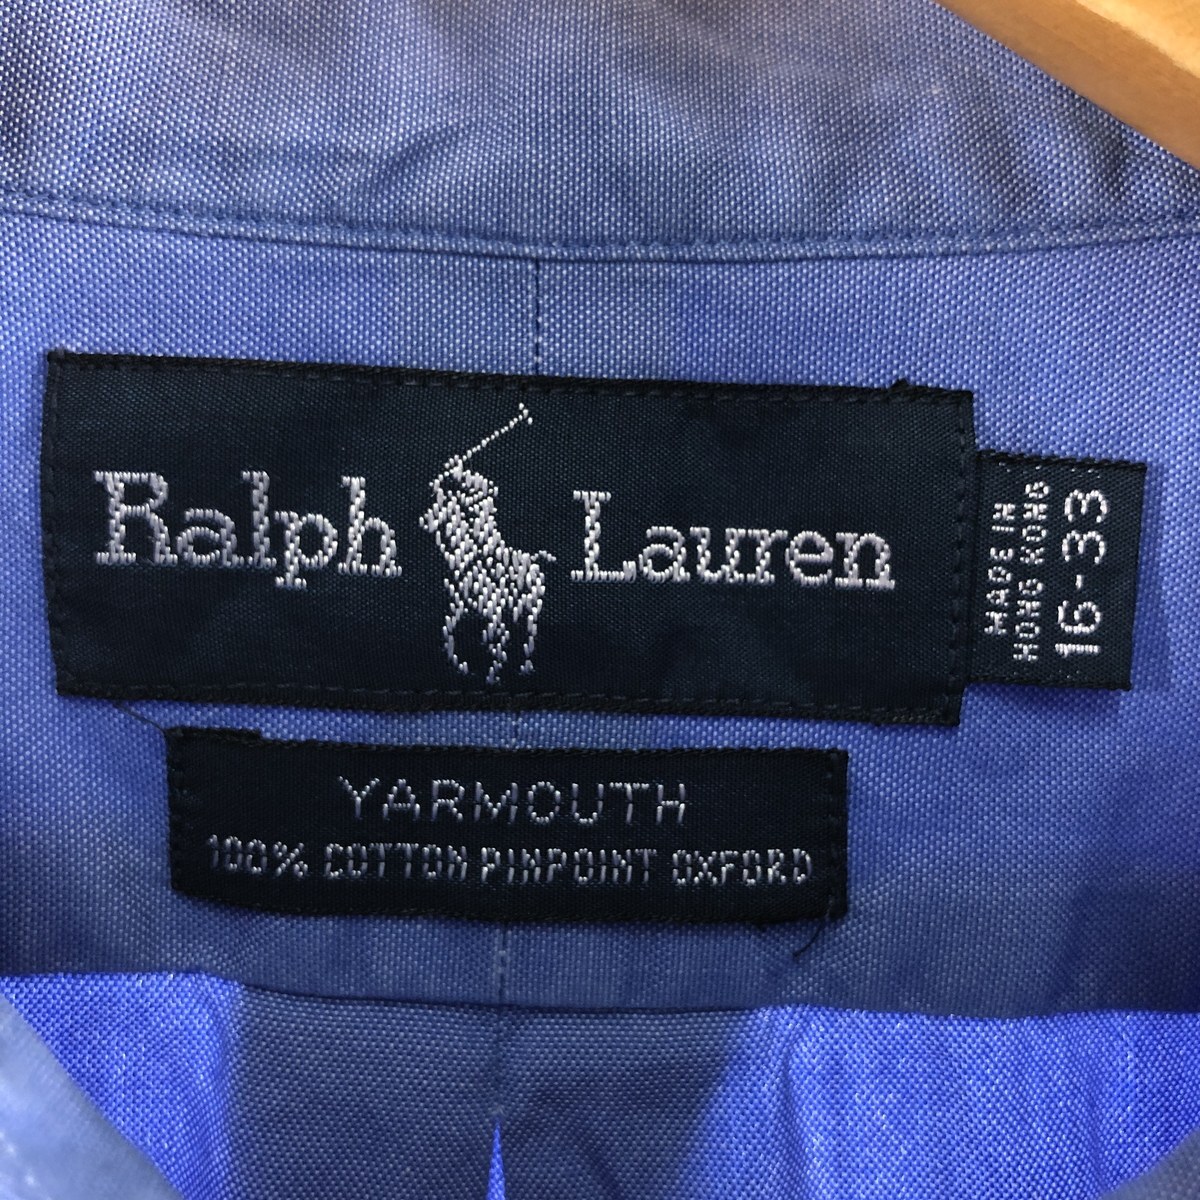 Ralph Lauren
MADE IN
HONG KONG
16-33
YARMOUTH
100% COTTON PINPOINT OXFORD